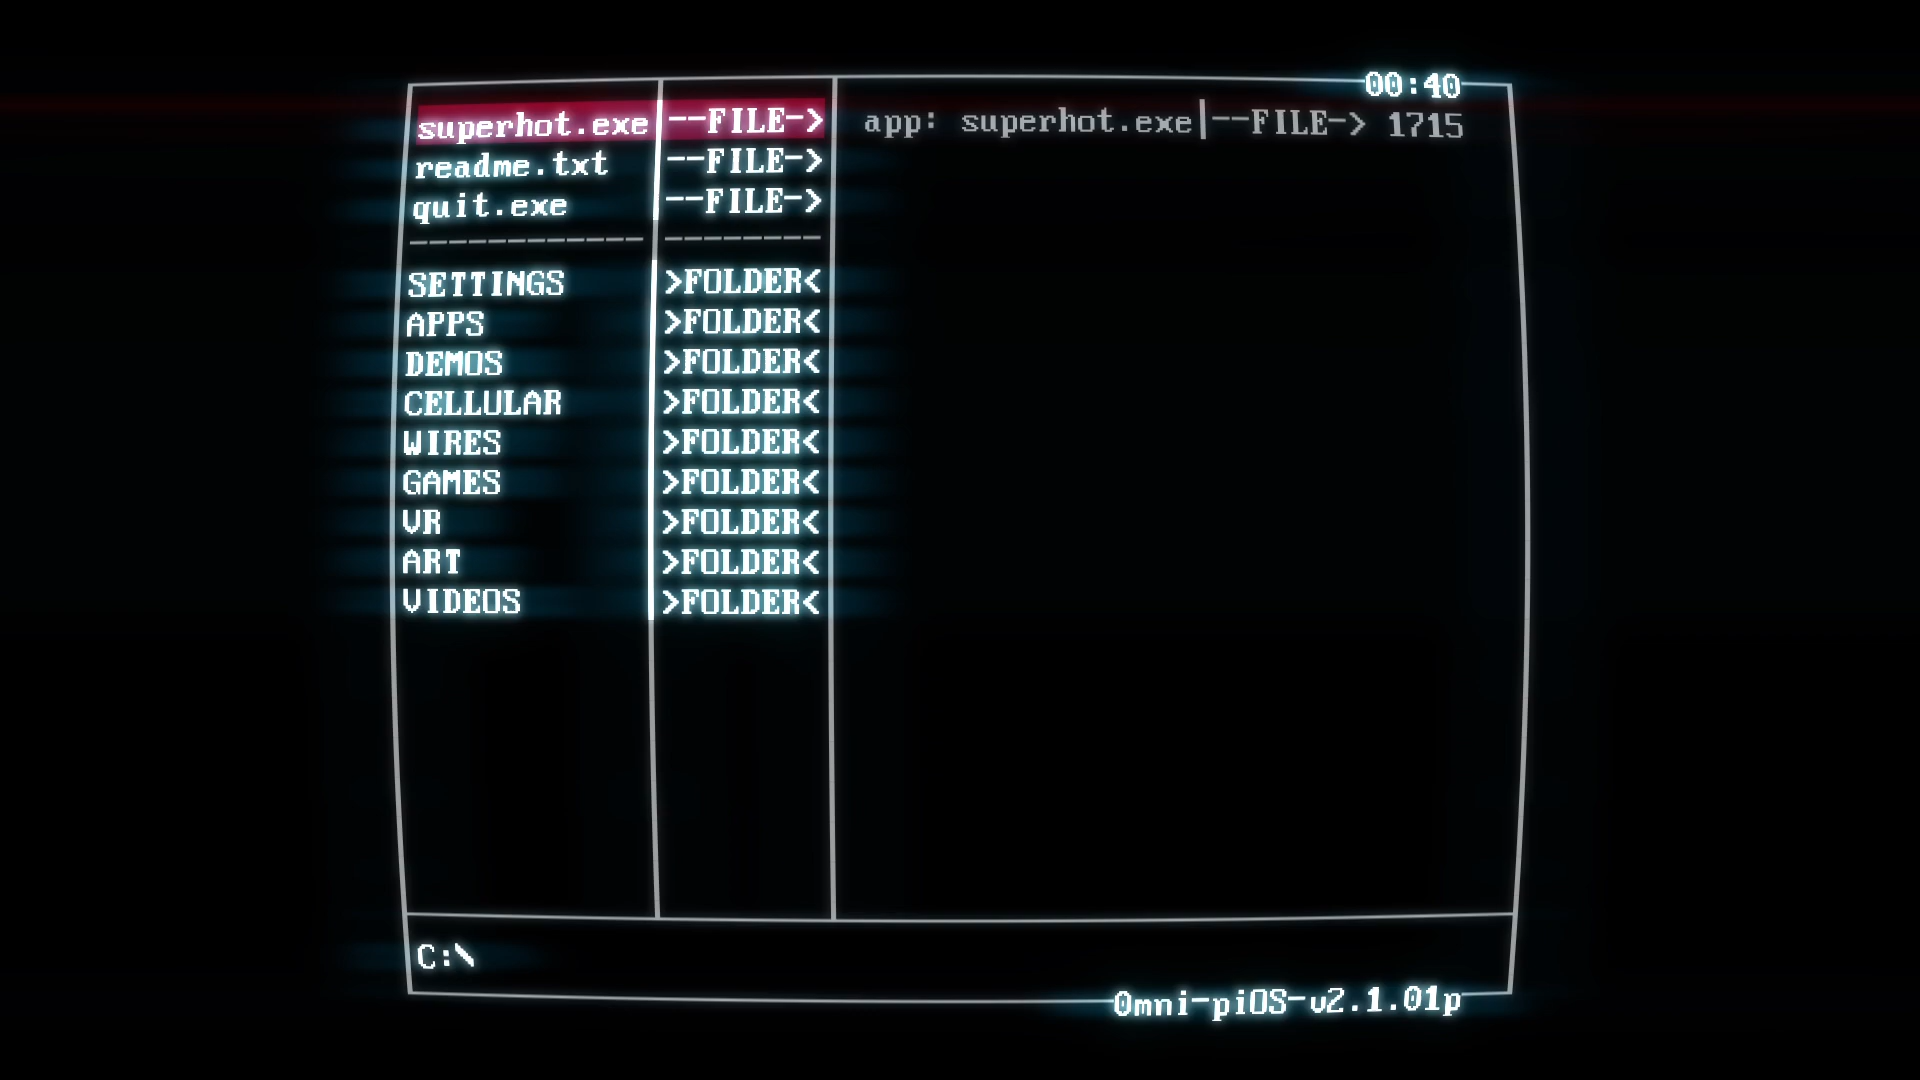 00:40
superhot.exe --FILE-> app: superhot.exe|--FILE-> 1715
readme.txt --FILE->
quit.exe --FILE->
SETTINGS >FOLDER<
APPS >FOLDER<
DEMOS >FOLDER<
CELLULAR >FOLDER<
WIRES >FOLDER<
GAMES >FOLDER<
VR >FOLDER<
ART >FOLDER<
VIDEOS >FOLDER<
C:\
Omni-piOS-v2.1.01p